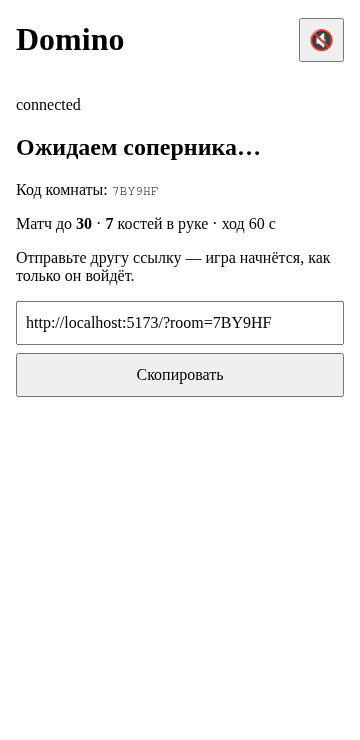 Domino
connected
Ожидаем соперника…
Код комнаты: 7BY9HF
Матч до 30 · 7 костей в руке · ход 60 с
Отправьте другу ссылку — игра начнётся, как
только он войдёт.
http://localhost:5173/?room=7BY9HF
Скопировать